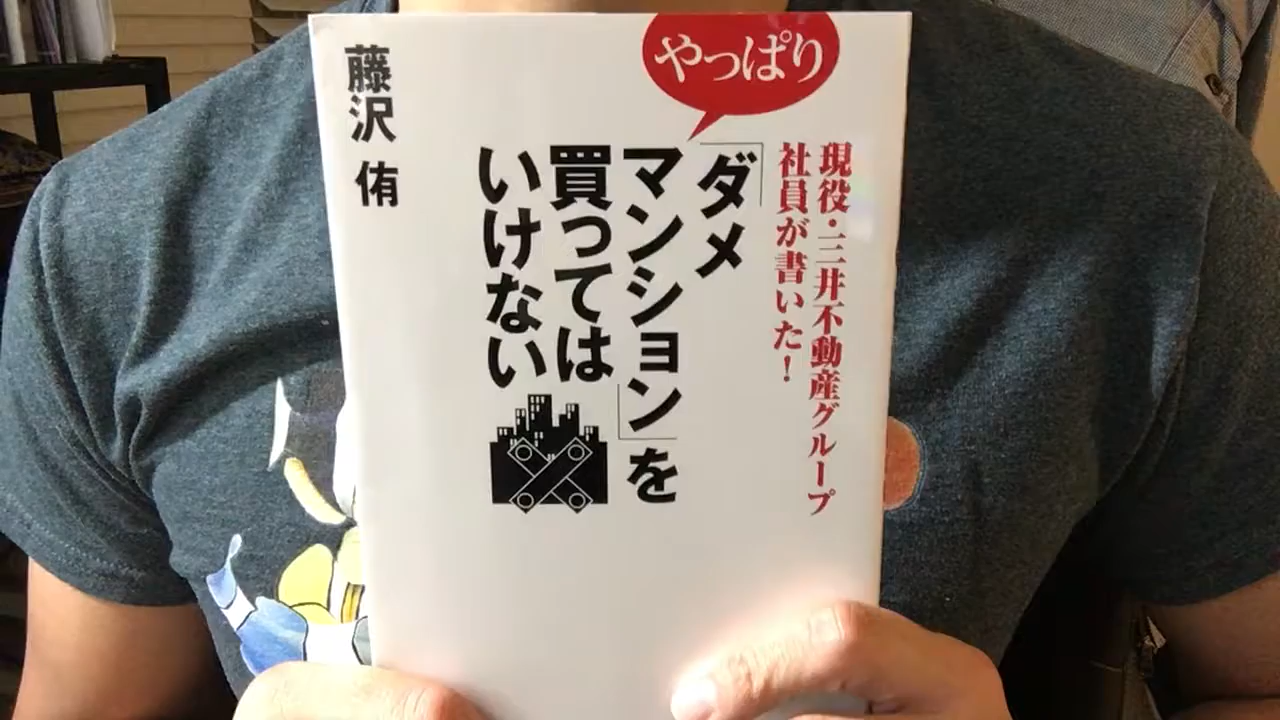 やっぱり
現役・三井不動産グループ
社員が書いた！
「ダメ
マンション」を
買っては
いけない
藤沢 侑